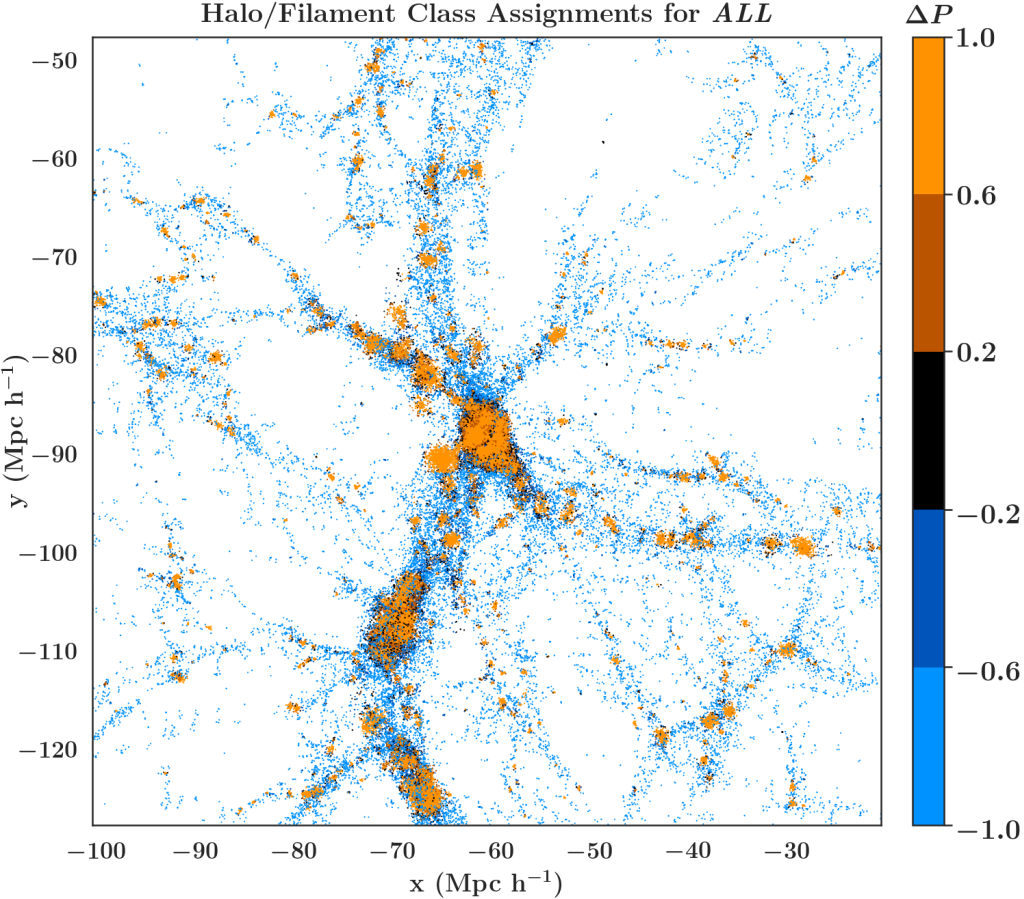 Halo/Filament Class Assignments for ALL
ΔP
1.0
0.6
0.2
−0.2
−0.6
−1.0
−50
−60
−70
−80
−90
−100
−110
−120
y (Mpc h⁻¹)
−100 −90 −80 −70 −60 −50 −40 −30
x (Mpc h⁻¹)